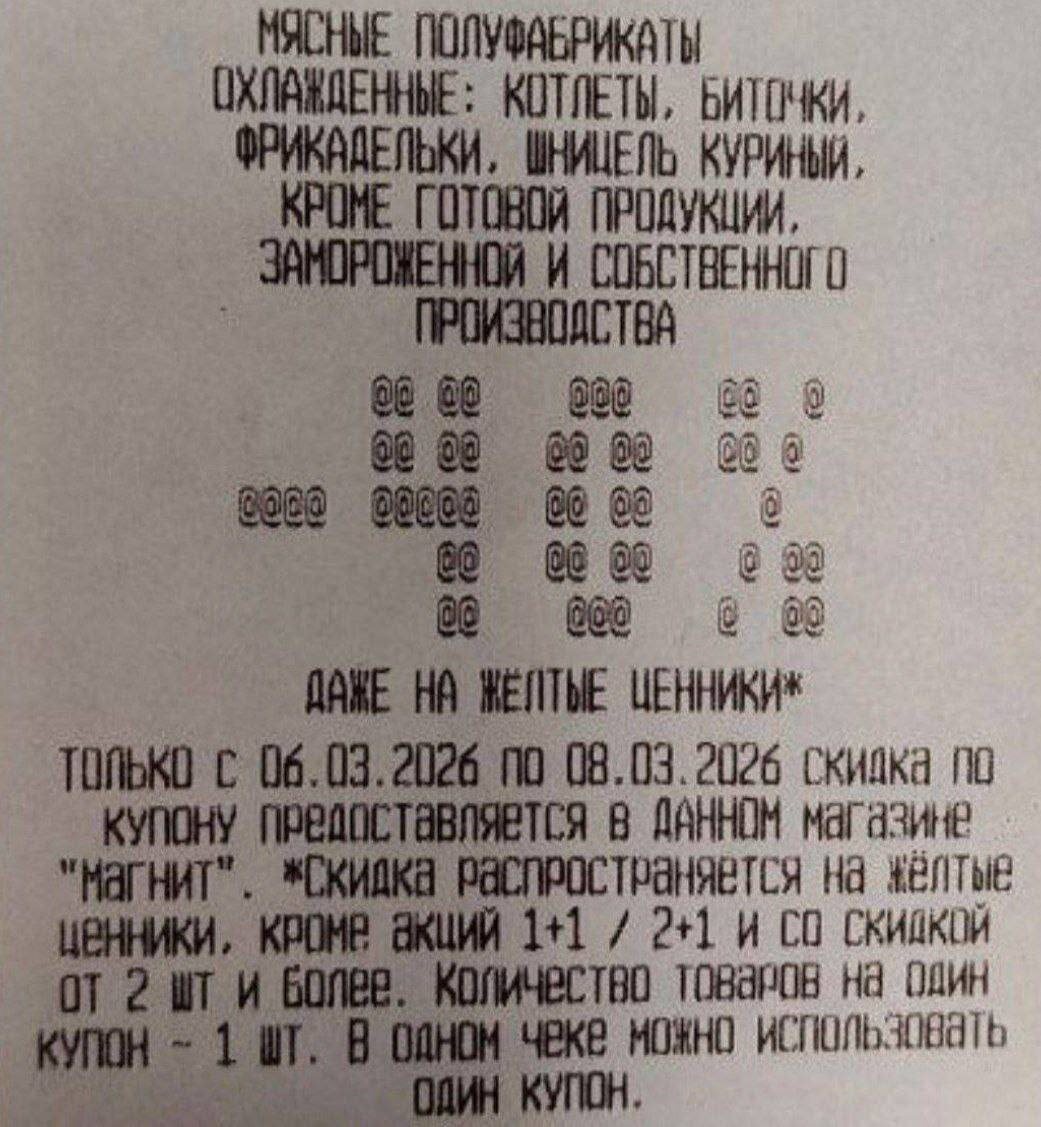 МЯСНЫЕ ПОЛУФАБРИКАТЫ
ОХЛАЖДЕННЫЕ: КОТЛЕТЫ, БИТОЧКИ,
ФРИКАДЕЛЬКИ, ШНИЦЕЛЬ КУРИНЫЙ,
КРОМЕ ГОТОВОЙ ПРОДУКЦИИ,
ЗАМОРОЖЕННОЙ И СОБСТВЕННОГО
ПРОИЗВОДСТВА
-40%
ДАЖЕ НА ЖЁЛТЫЕ ЦЕННИКИ*
ТОЛЬКО С 06.03.2026 по 08.03.2026 скидка по
купону предоставляется в ДАННОМ магазине
"Магнит". *Скидка распространяется на жёлтые
ценники, кроме акций 1+1 / 2+1 и со скидкой
от 2 шт и более. Количество товаров на один
купон - 1 шт. В одном чеке можно использовать
один купон.